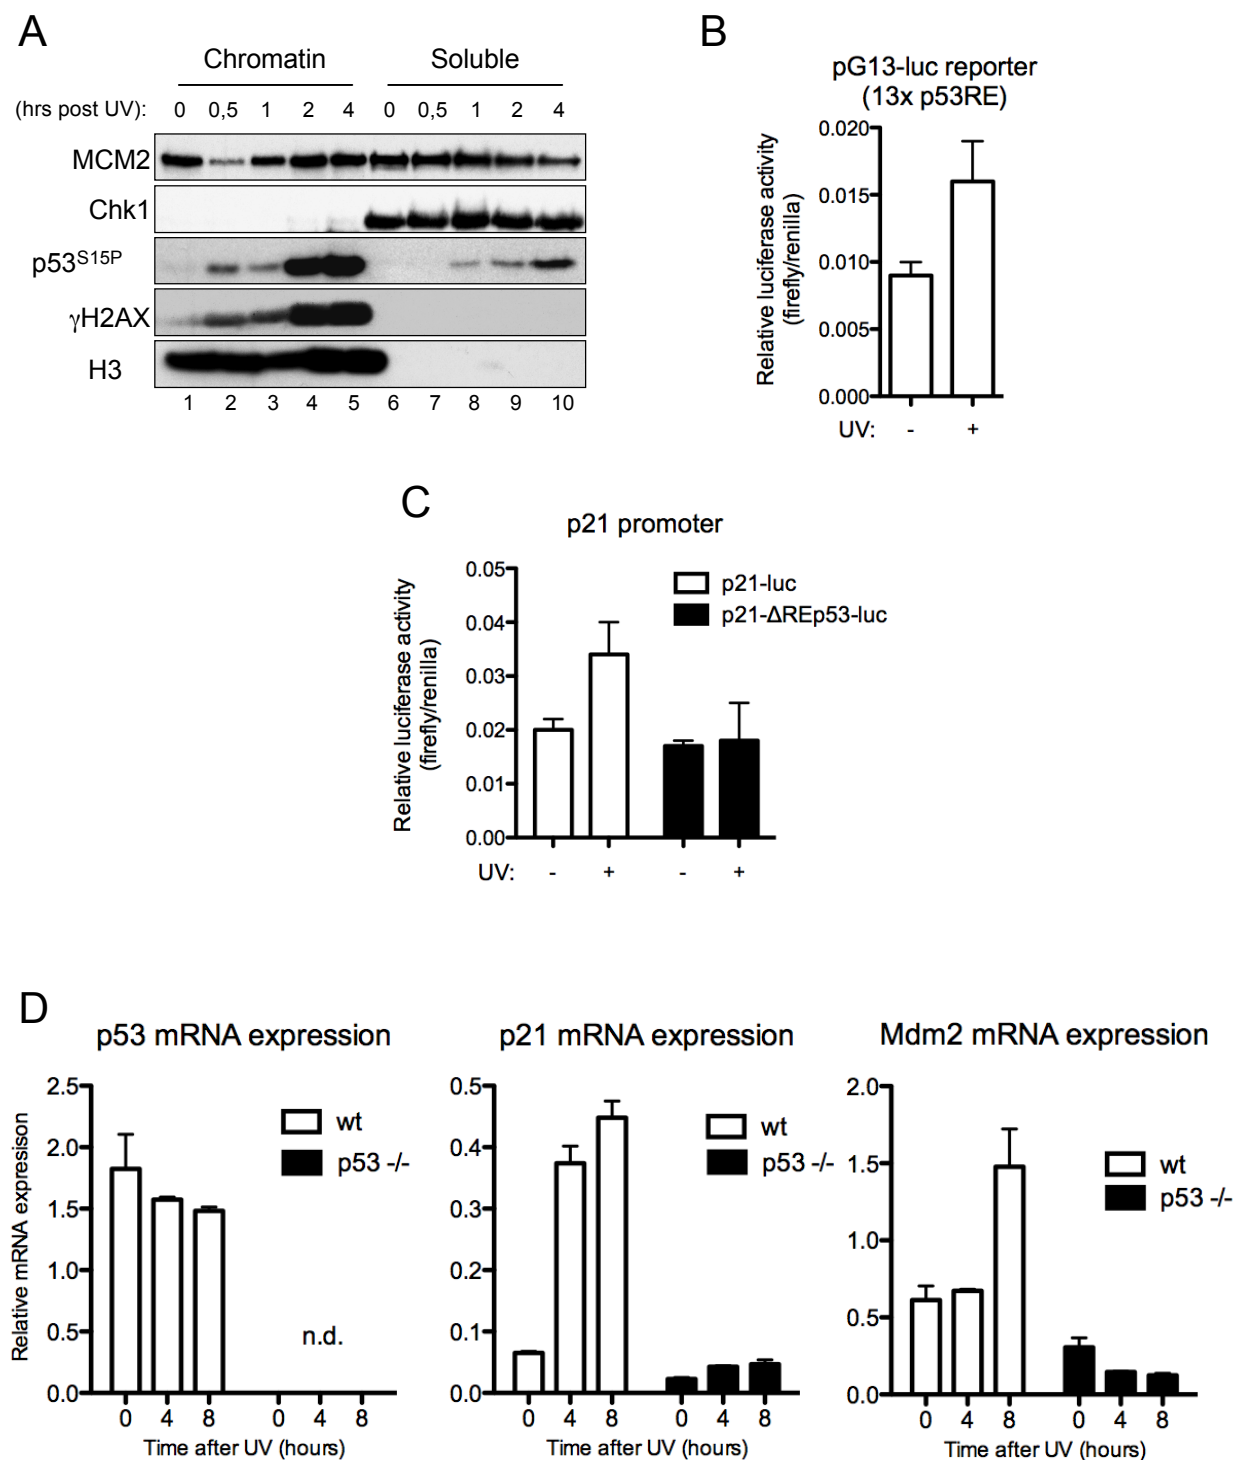 A
Chromatin Soluble
(hrs post UV): 0 0,5 1 2 4 0 0,5 1 2 4
MCM2
Chk1
p53S15P
γH2AX
H3
1 2 3 4 5 6 7 8 9 10
B
pG13-luc reporter
(13x p53RE)
Relative luciferase activity
(firefly/renilla)
0.020
0.015
0.010
0.005
0.000
UV: - +
C
p21 promoter
Relative luciferase activity
(firefly/renilla)
0.05
0.04
0.03
0.02
0.01
0.00
p21-luc
p21-ΔREp53-luc
UV: - + - +
D
p53 mRNA expression
Relative mRNA expresison
2.5
2.0
1.5
1.0
0.5
0.0
wt
p53 -/-
n.d.
0 4 8 0 4 8
Time after UV (hours)
p21 mRNA expression
0.5
0.4
0.3
0.2
0.1
0.0
wt
p53 -/-
0 4 8 0 4 8
Time after UV (hours)
Mdm2 mRNA expression
2.0
1.5
1.0
0.5
0.0
wt
p53 -/-
0 4 8 0 4 8
Time after UV (hours)